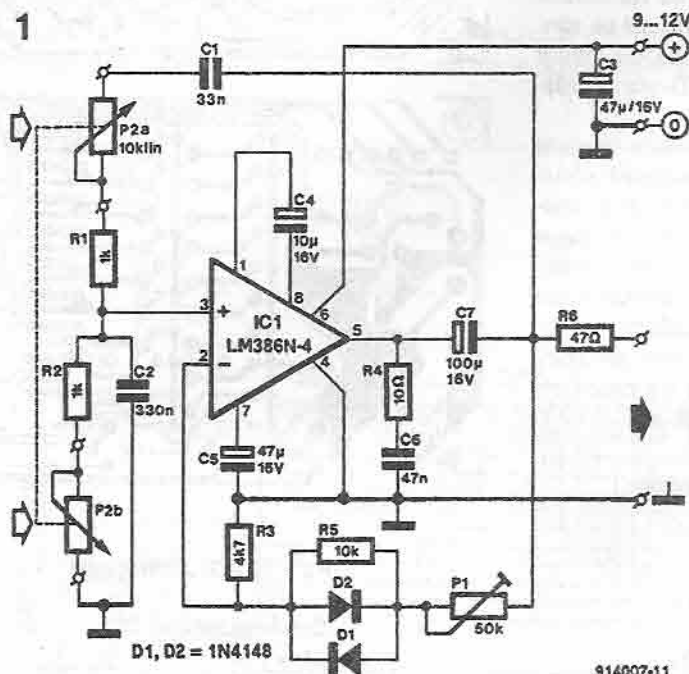 1
9...12V
+
C3
47µ/16V
0
C1
33n
P2a
10klin
C4
10µ
16V
R1
1k
1
8
6
3
+
IC1
LM386N-4
5
2
−
4
7
C7
100µ
16V
R6
47Ω
R4
10Ω
R2
1k
C2
330n
C5
47µ
16V
C6
47n
P2b
R3
4k7
R5
10k
D2
D1
P1
50k
D1, D2 = 1N4148
914007-11